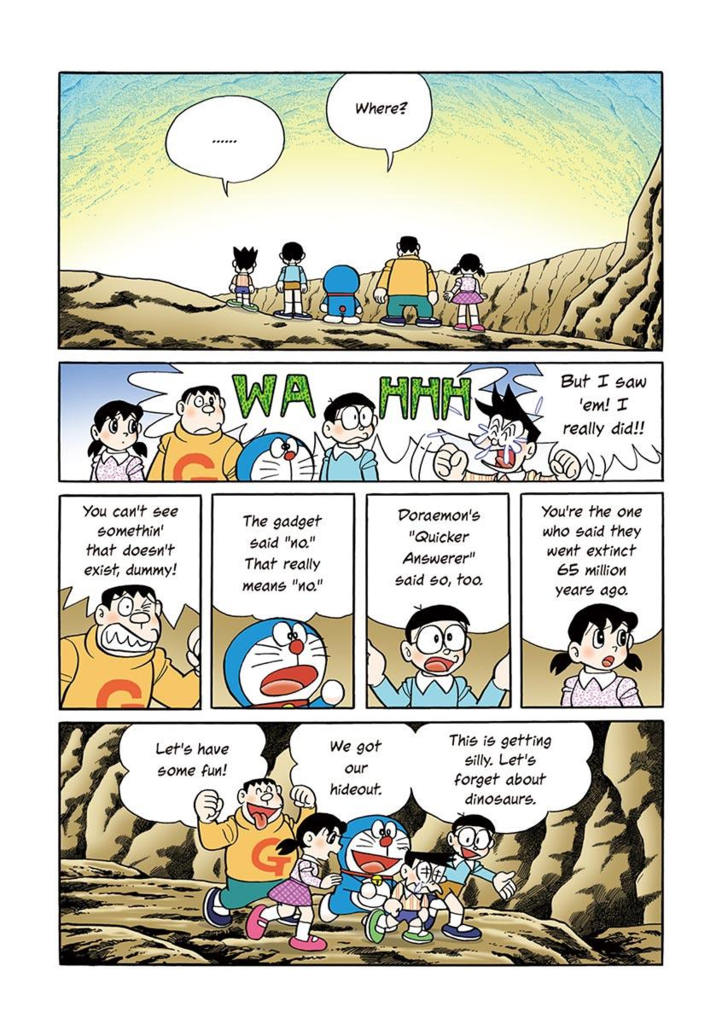 ......
Where?
WA HHH
But I saw
'em! I
really did!!
G
You can't see
somethin'
that doesn't
exist, dummy!
G
The gadget
said "no."
That really
means "no."
Doraemon's
"Quicker
Answerer"
said so, too.
You're the one
who said they
went extinct
65 million
years ago.
Let's have
some fun!
We got
our
hideout.
This is getting
silly. Let's
forget about
dinosaurs.
G